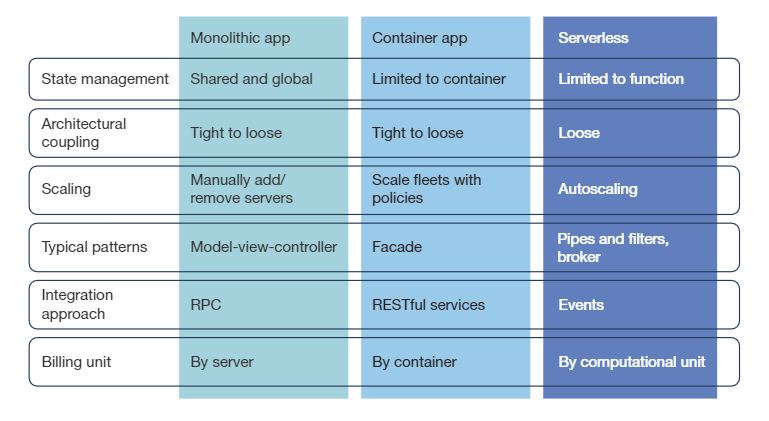 Monolithic app Container app Serverless
State management Shared and global Limited to container Limited to function
Architectural
coupling Tight to loose Tight to loose Loose
Scaling Manually add/
remove servers Scale fleets with
policies Autoscaling
Typical patterns Model-view-controller Facade Pipes and filters,
broker
Integration
approach RPC RESTful services Events
Billing unit By server By container By computational unit